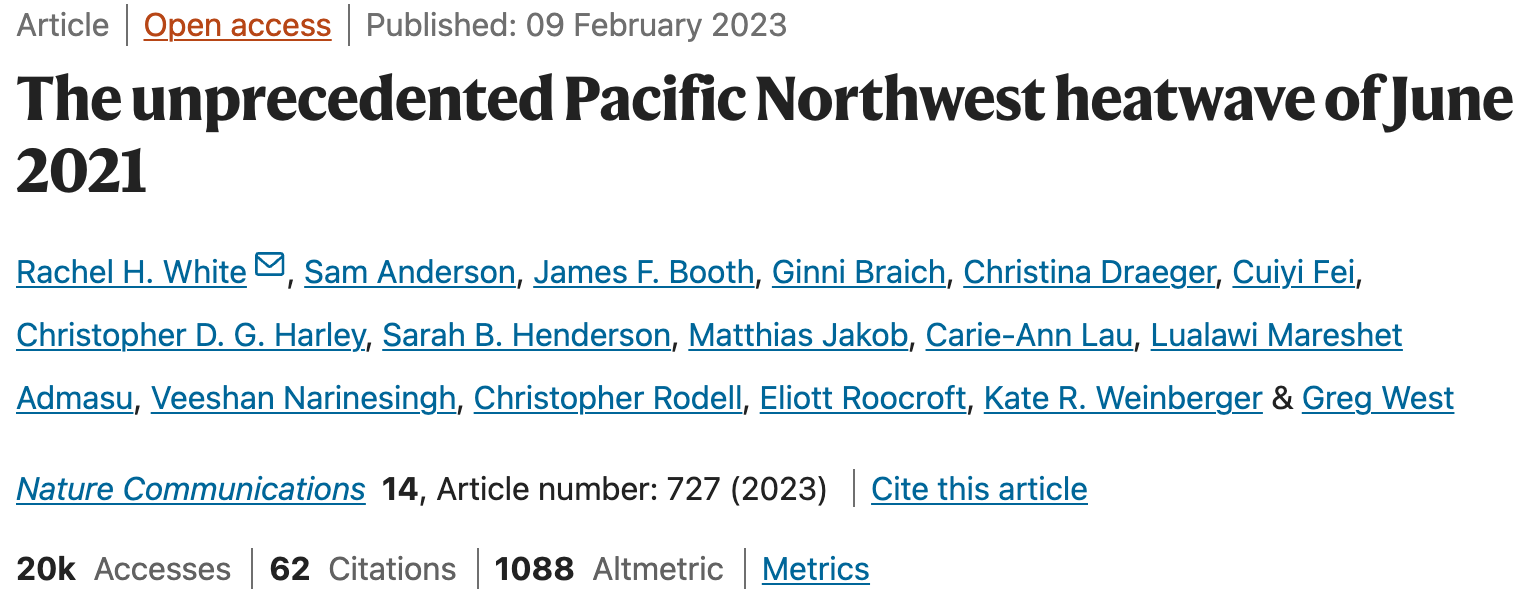 Article | Open access | Published: 09 February 2023
The unprecedented Pacific Northwest heatwave of June
2021
Rachel H. White, Sam Anderson, James F. Booth, Ginni Braich, Christina Draeger, Cuiyi Fei,
Christopher D. G. Harley, Sarah B. Henderson, Matthias Jakob, Carie-Ann Lau, Lualawi Mareshet
Admasu, Veeshan Narinesingh, Christopher Rodell, Eliott Roocroft, Kate R. Weinberger & Greg West
Nature Communications 14, Article number: 727 (2023) | Cite this article
20k Accesses | 62 Citations | 1088 Altmetric | Metrics